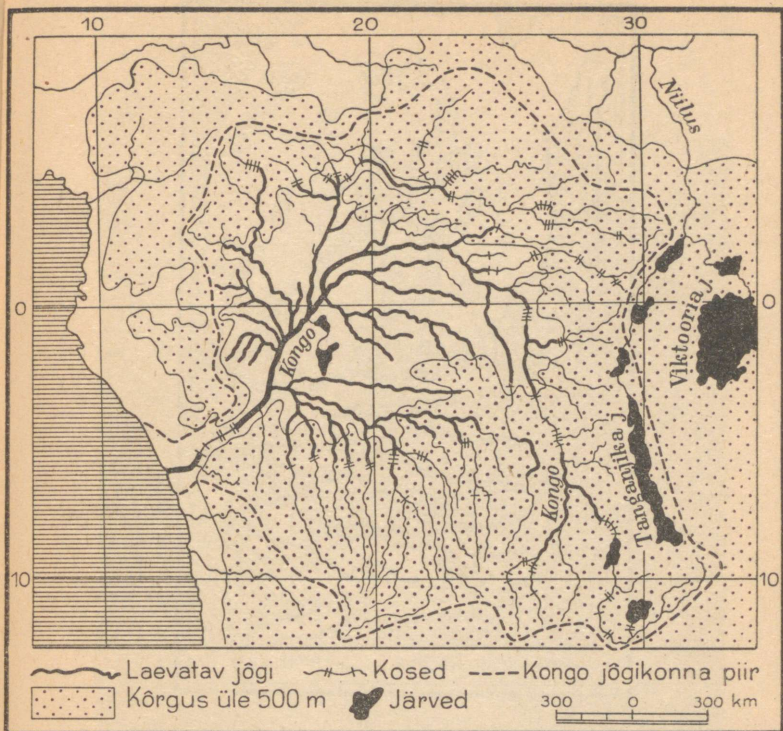 10 20 30
Niilus
0 0
Viktooria j.
Kongo
Tanganjika j.
Kongo
10 10
Laevatav jõgi Kosed Kongo jõgikonna piir
Kõrgus üle 500 m Järved 300 0 300 km